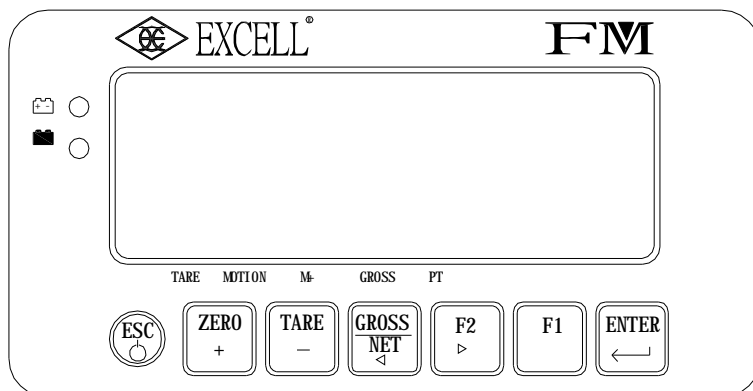 EXCELL® FM
TARE MOTION M+ GROSS PT
ESC ZERO TARE GROSS F2 F1 ENTER
+ − NET